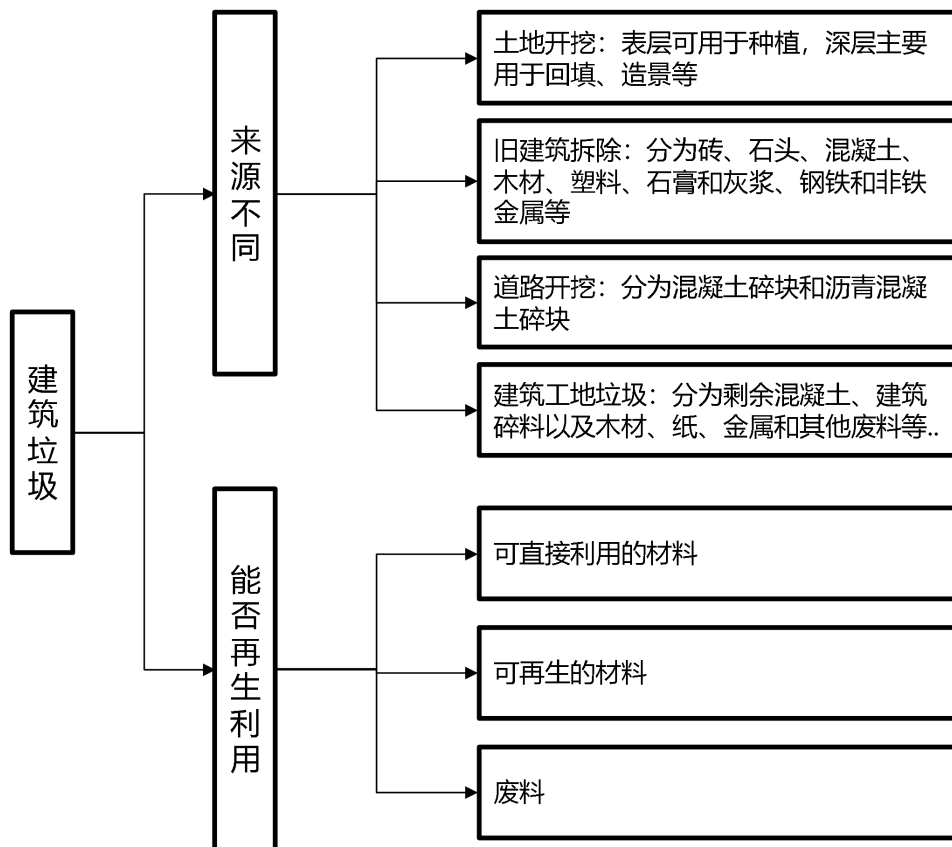 建筑垃圾
来源不同
土地开挖：表层可用于种植，深层主要
用于回填、造景等
旧建筑拆除：分为砖、石头、混凝土、
木材、塑料、石膏和灰浆、钢铁和非铁
金属等
道路开挖：分为混凝土碎块和沥青混凝
土碎块
建筑工地垃圾：分为剩余混凝土、建筑
碎料以及木材、纸、金属和其他废料等..
能否再生利用
可直接利用的材料
可再生的材料
废料